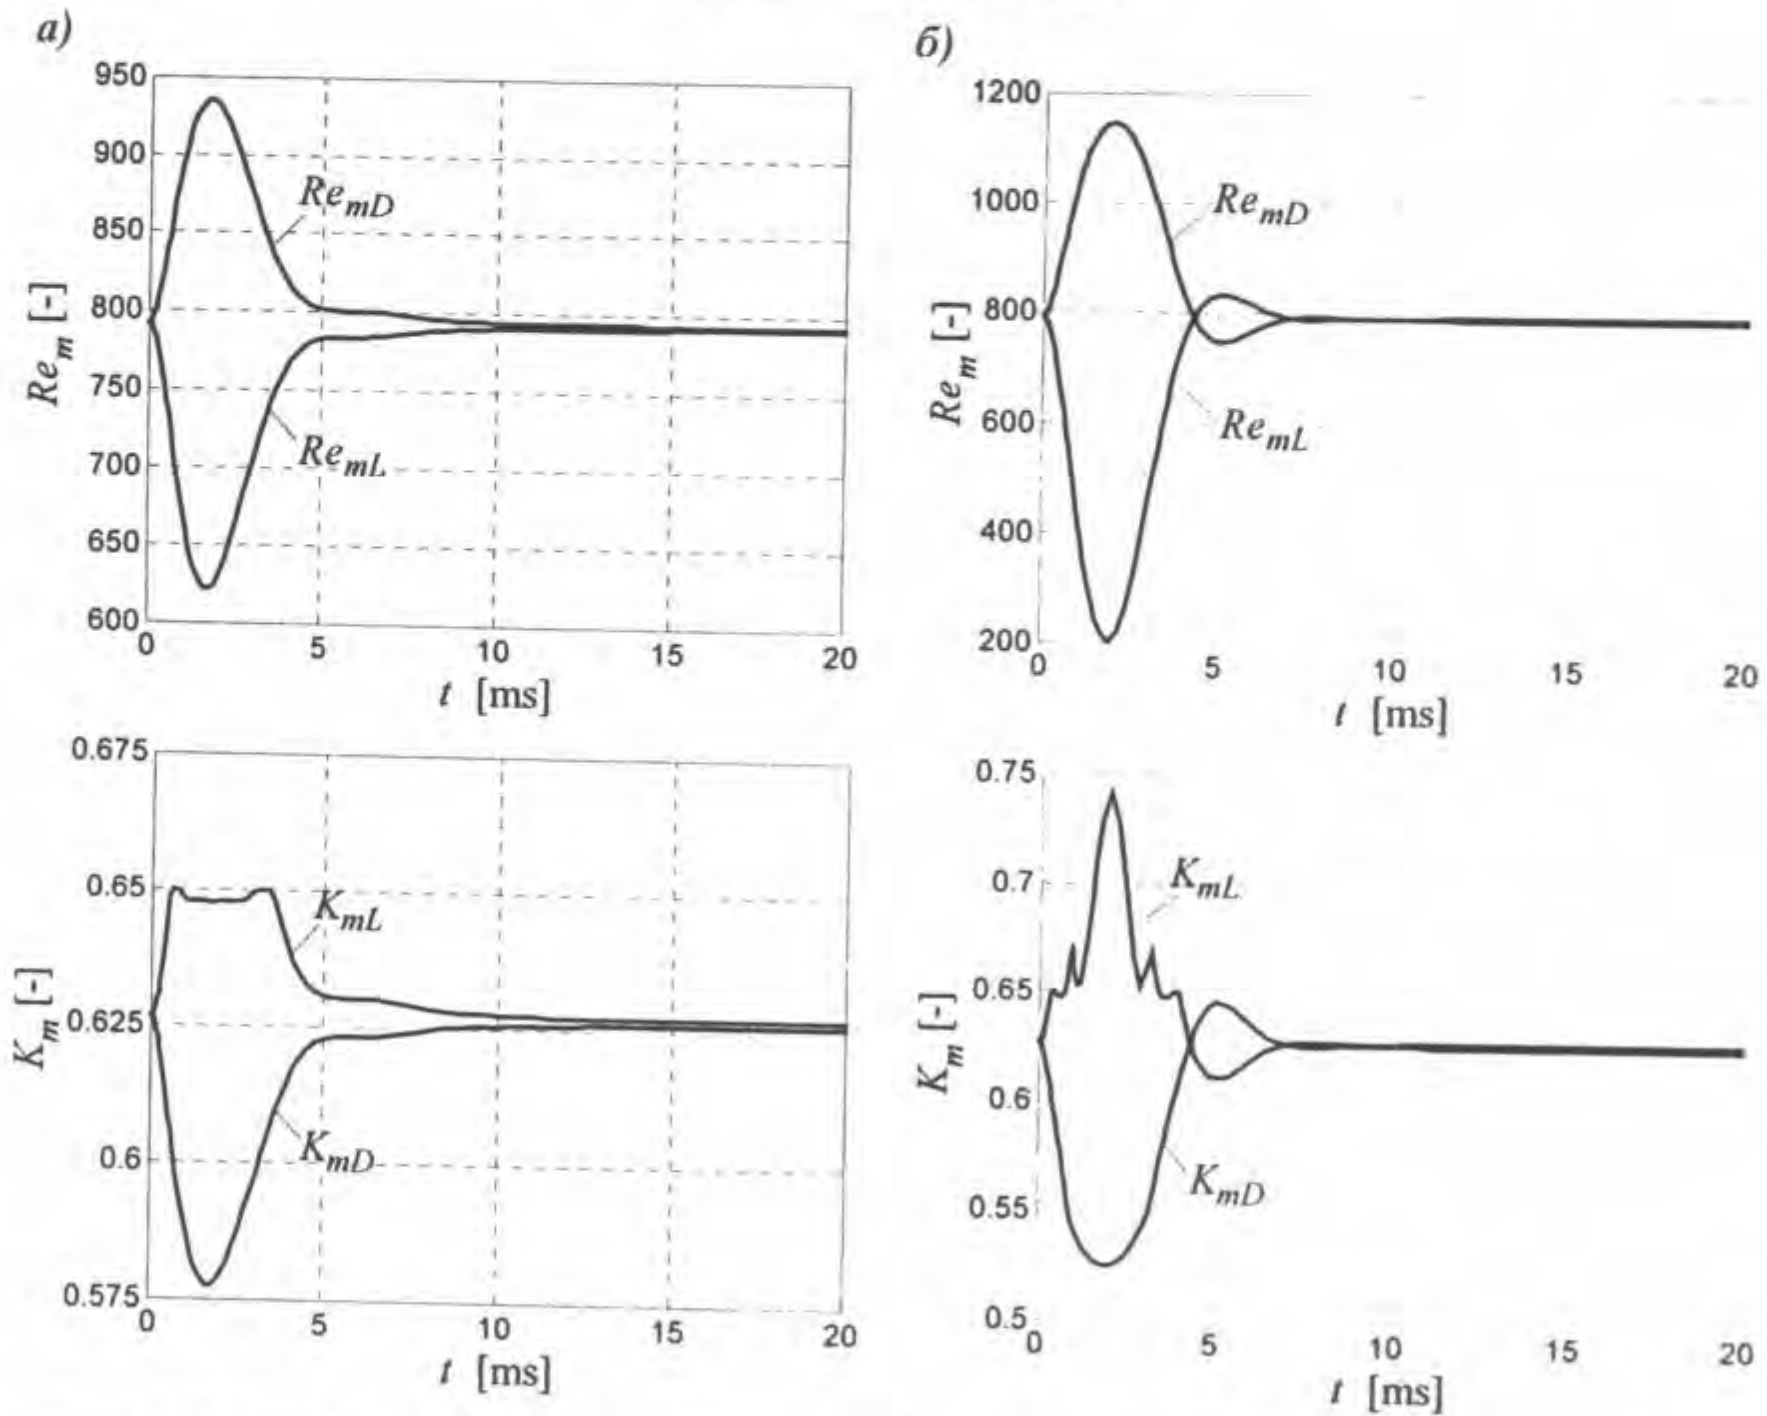 а)
950
900
850
800
750
700
650
600
Re_m [-]
Re_mD
Re_mL
0 5 10 15 20
t [ms]
б)
1200
1000
800
600
400
200
Re_m [-]
Re_mD
Re_mL
0 5 10 15 20
t [ms]
0.675
0.65
0.625
0.6
0.575
K_m [-]
K_mL
K_mD
0 5 10 15 20
t [ms]
0.75
0.7
0.65
0.6
0.55
0.5
K_m [-]
K_mL
K_mD
0 5 10 15 20
t [ms]